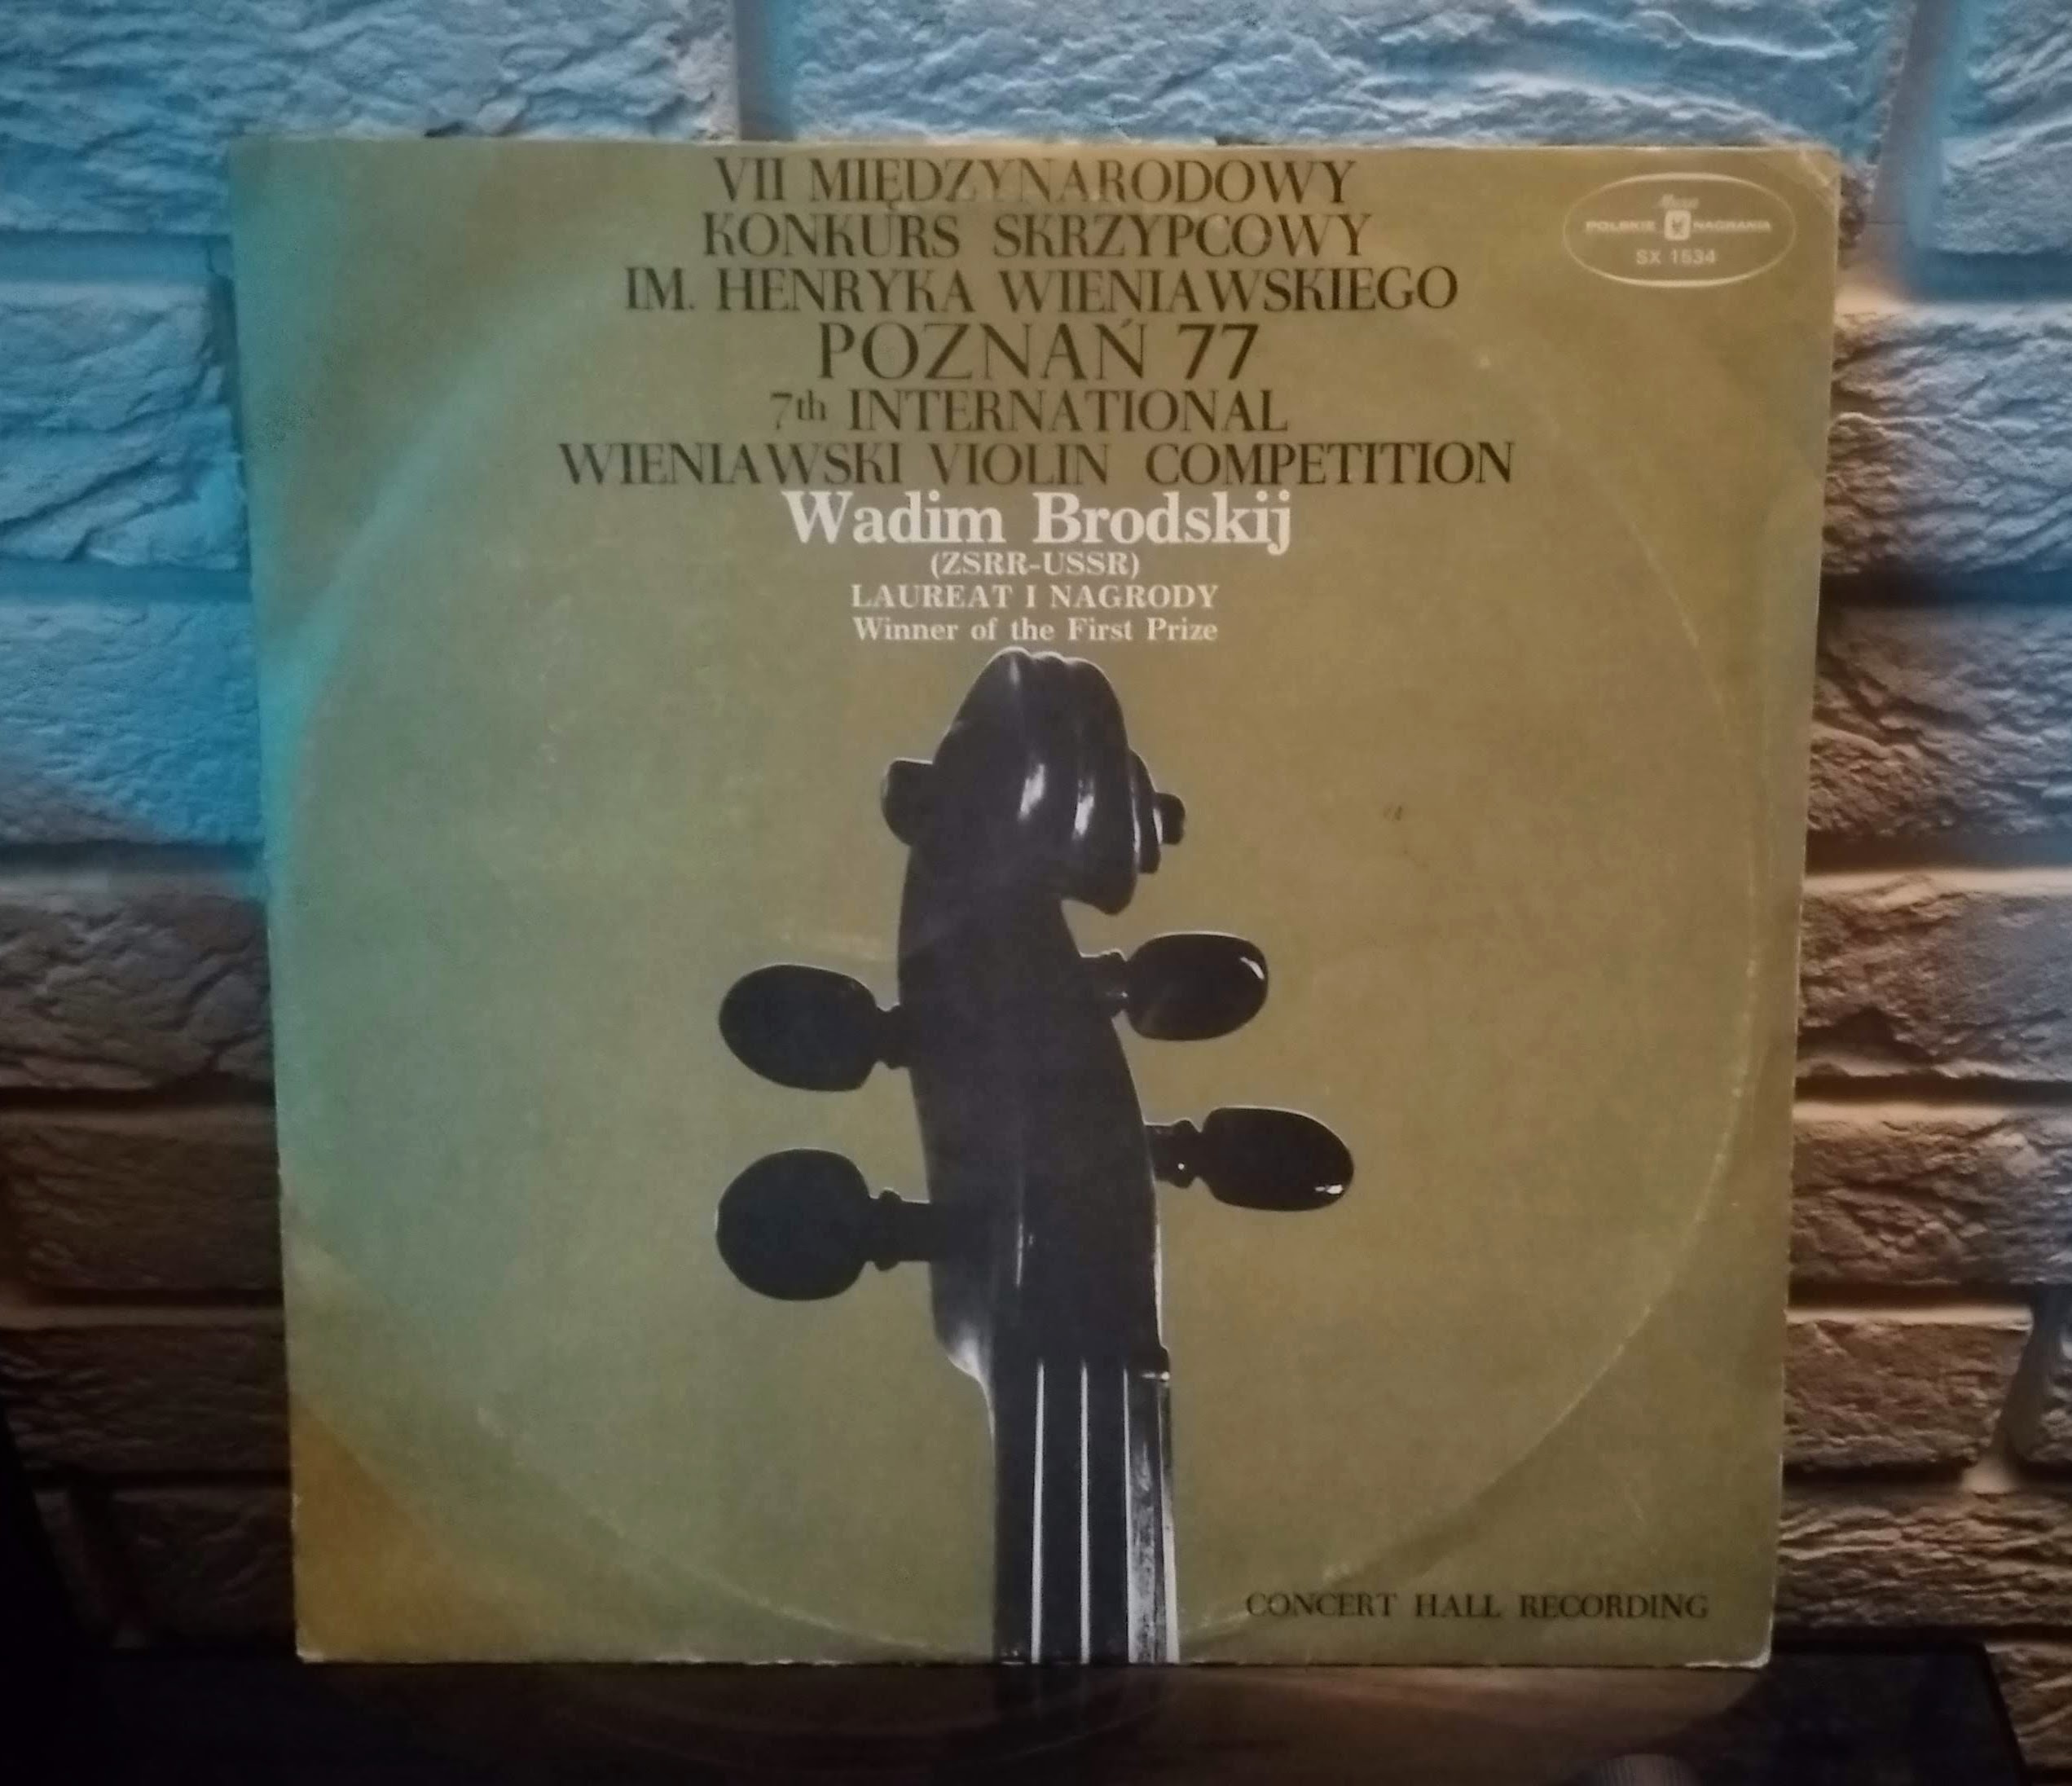 VII MIĘDZYNARODOWY
KONKURS SKRZYPCOWY
IM. HENRYKA WIENIAWSKIEGO
POZNAŃ 77
7th INTERNATIONAL
WIENIAWSKI VIOLIN COMPETITION
Wadim Brodskij
(ZSRR-USSR)
LAUREAT I NAGRODY
Winner of the First Prize
Muza
POLSKIE NAGRANIA
SX 1534
CONCERT HALL RECORDING